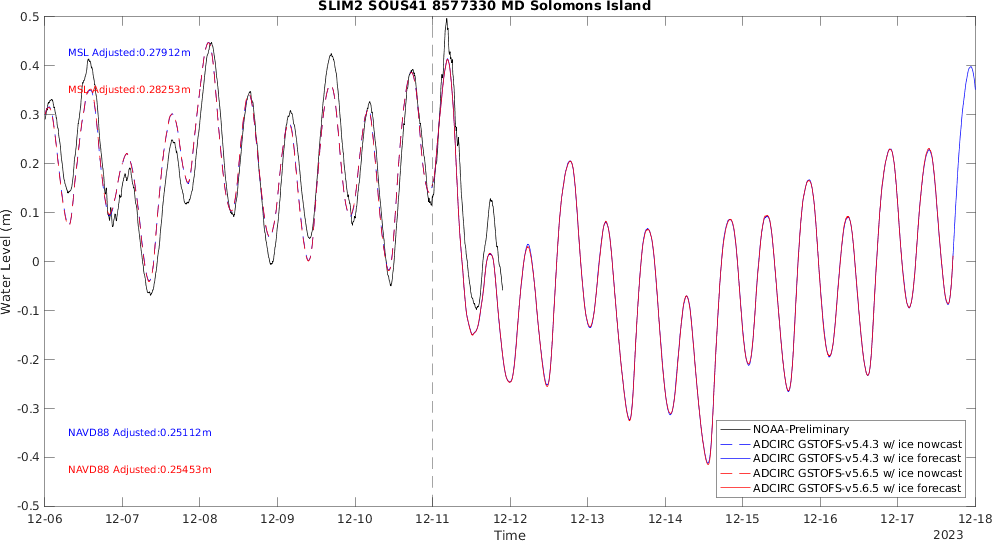 SLIM2 SOUS41 8577330 MD Solomons Island
0.5
0.4
0.3
0.2
0.1
0
-0.1
-0.2
-0.3
-0.4
-0.5
Water Level (m)
MSL Adjusted:0.27912m
MSL Adjusted:0.28253m
NAVD88 Adjusted:0.25112m
NAVD88 Adjusted:0.25453m
NOAA-Preliminary
ADCIRC GSTOFS-v5.4.3 w/ ice nowcast
ADCIRC GSTOFS-v5.4.3 w/ ice forecast
ADCIRC GSTOFS-v5.6.5 w/ ice nowcast
ADCIRC GSTOFS-v5.6.5 w/ ice forecast
12-06 12-07 12-08 12-09 12-10 12-11 12-12 12-13 12-14 12-15 12-16 12-17 12-18
Time
2023